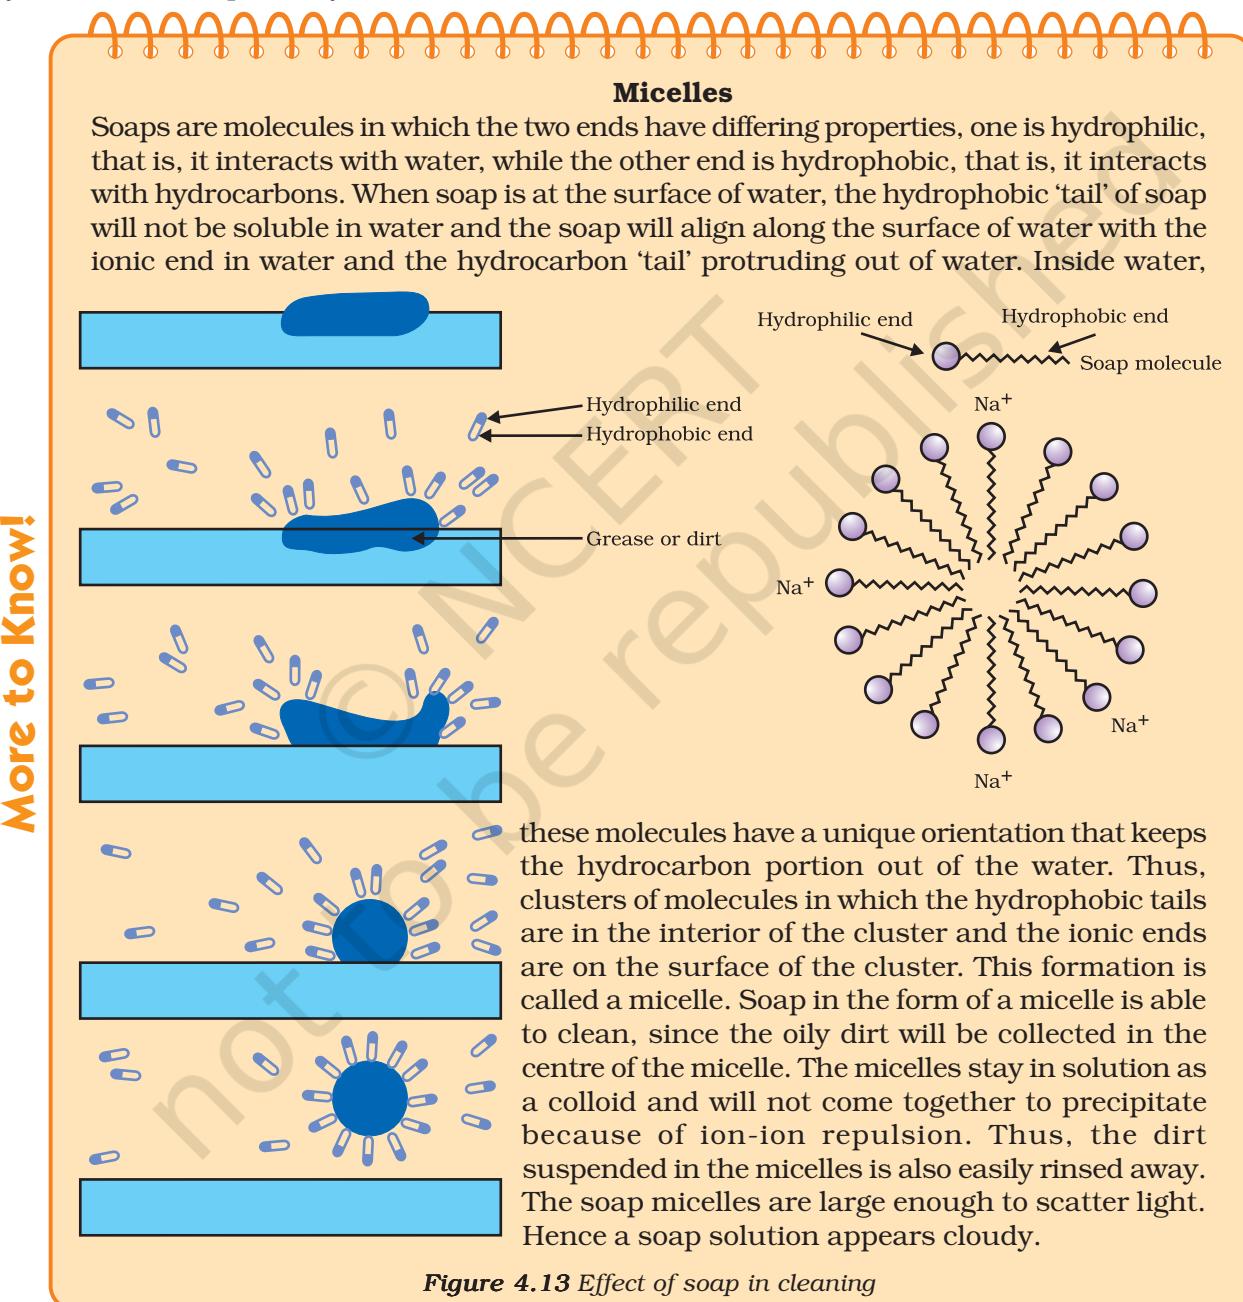 Micelles
Soaps are molecules in which the two ends have differing properties, one is hydrophilic,
that is, it interacts with water, while the other end is hydrophobic, that is, it interacts
with hydrocarbons. When soap is at the surface of water, the hydrophobic ‘tail’ of soap
will not be soluble in water and the soap will align along the surface of water with the
ionic end in water and the hydrocarbon ‘tail’ protruding out of water. Inside water,
Hydrophilic end
Hydrophobic end
Soap molecule
Hydrophilic end
Hydrophobic end
Grease or dirt
Na+
Na+
Na+
Na+
these molecules have a unique orientation that keeps
the hydrocarbon portion out of the water. Thus,
clusters of molecules in which the hydrophobic tails
are in the interior of the cluster and the ionic ends
are on the surface of the cluster. This formation is
called a micelle. Soap in the form of a micelle is able
to clean, since the oily dirt will be collected in the
centre of the micelle. The micelles stay in solution as
a colloid and will not come together to precipitate
because of ion-ion repulsion. Thus, the dirt
suspended in the micelles is also easily rinsed away.
The soap micelles are large enough to scatter light.
Hence a soap solution appears cloudy.
Figure 4.13 Effect of soap in cleaning
More to Know!
© NCERT
not to be republished